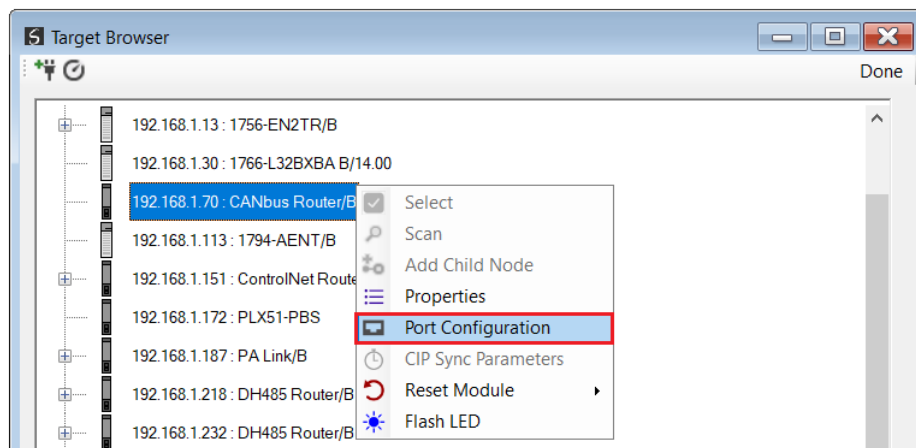 Target Browser
Done
192.168.1.13 : 1756-EN2TR/B
192.168.1.30 : 1766-L32BXBA B/14.00
192.168.1.70 : CANbus Router/B
192.168.1.113 : 1794-AENT/B
192.168.1.151 : ControlNet Route
192.168.1.172 : PLX51-PBS
192.168.1.187 : PA Link/B
192.168.1.218 : DH485 Router/B
192.168.1.232 : DH485 Router/B
Select
Scan
Add Child Node
Properties
Port Configuration
CIP Sync Parameters
Reset Module
Flash LED